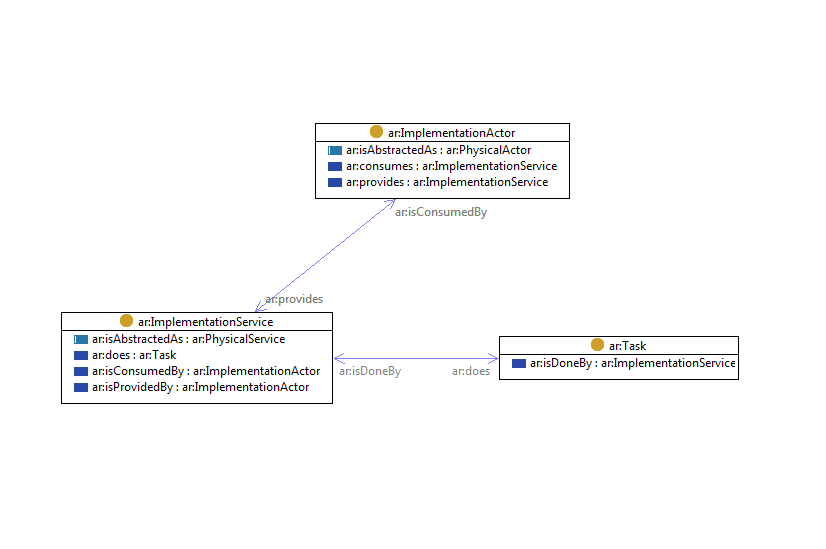 ar:ImplementationActor
ar:isAbstractedAs : ar:PhysicalActor
ar:consumes : ar:ImplementationService
ar:provides : ar:ImplementationService
ar:isConsumedBy
ar:provides
ar:ImplementationService
ar:isAbstractedAs : ar:PhysicalService
ar:does : ar:Task
ar:isConsumedBy : ar:ImplementationActor
ar:isProvidedBy : ar:ImplementationActor
ar:isDoneBy
ar:does
ar:Task
ar:isDoneBy : ar:ImplementationService